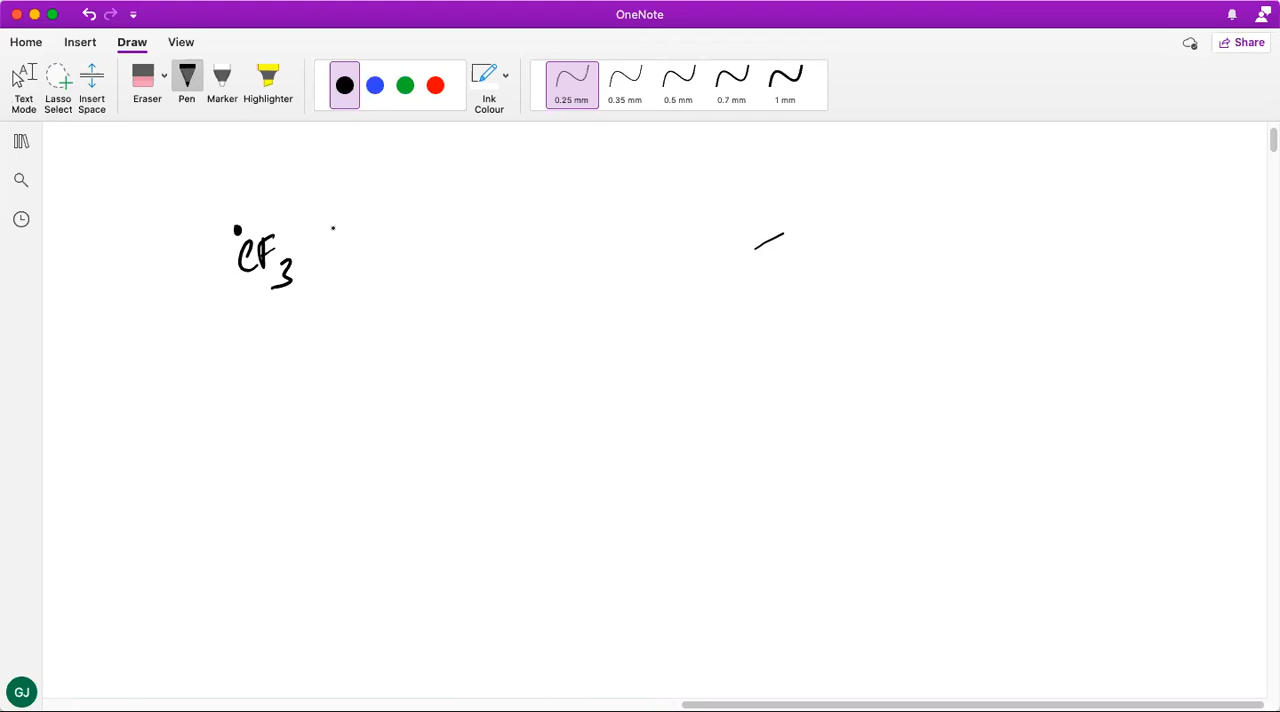 OneNote
Home Insert Draw View Share
Text Mode Lasso Select Insert Space Eraser Pen Marker Highlighter Ink Colour 0.25 mm 0.35 mm 0.5 mm 0.7 mm 1 mm
•CF₃
GJ